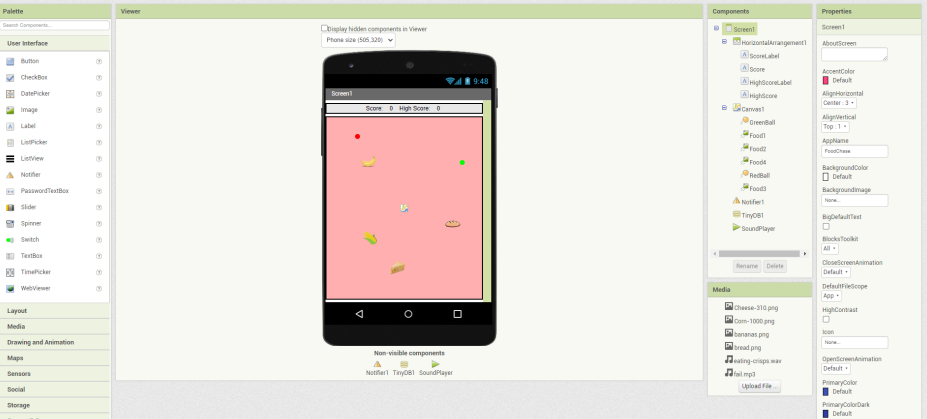 Palette
Search Components...
User Interface
Button
CheckBox
DatePicker
Image
Label
ListPicker
ListView
Notifier
PasswordTextBox
Slider
Spinner
Switch
TextBox
TimePicker
WebViewer
Layout
Media
Drawing and Animation
Maps
Sensors
Social
Storage
Viewer
Display hidden components in Viewer
Phone size (505,320)
9:48
Screen1
Score: 0 High Score: 0
Non-visible components
Notifier1 TinyDB1 SoundPlayer
Components
Screen1
HorizontalArrangement1
ScoreLabel
Score
HighScoreLabel
HighScore
Canvas1
GreenBall
Food1
Food2
Food4
RedBall
Food3
Notifier1
TinyDB1
SoundPlayer
Rename Delete
Media
Cheese-310.png
Corn-1000.png
bananas.png
bread.png
eating-crisps.wav
fail.mp3
Upload File ...
Properties
Screen1
AboutScreen
AccentColor
Default
AlignHorizontal
Center : 3
AlignVertical
Top : 1
AppName
FoodChase
BackgroundColor
Default
BackgroundImage
None...
BigDefaultText
BlocksToolkit
All
CloseScreenAnimation
Default
DefaultFileScope
App
HighContrast
Icon
None...
OpenScreenAnimation
Default
PrimaryColor
Default
PrimaryColorDark
Default